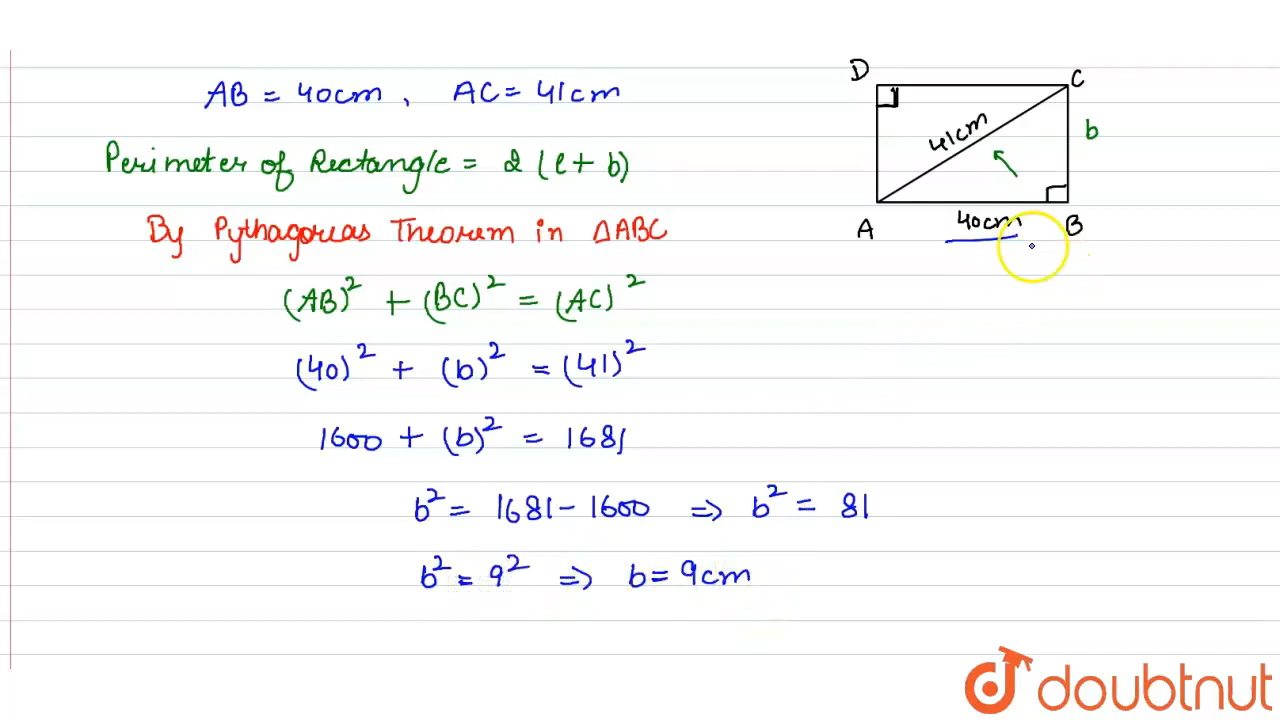 AB = 40cm, AC = 41cm
Perimeter of Rectangle = 2 (l + b)
By Pythagoreas Theorem in ΔABC
(AB)² + (BC)² = (AC)²
(40)² + (b)² = (41)²
1600 + (b)² = 1681
b² = 1681 - 1600 => b² = 81
b² = 9² => b = 9cm
D
C
41cm
b
A
40cm
B
doubtnut